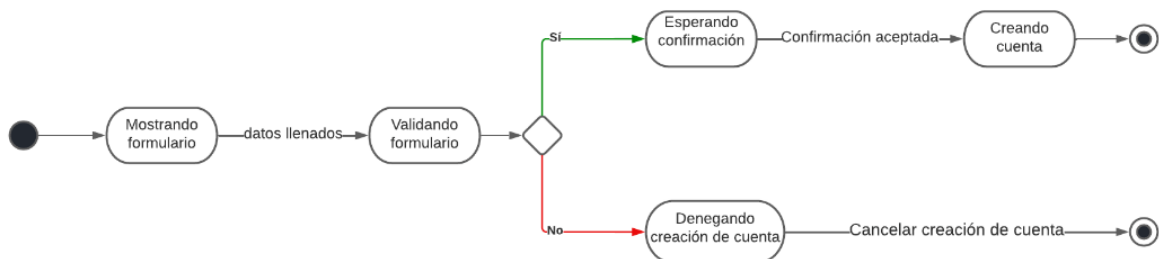 Mostrando
formulario
datos llenados
Validando
formulario
Sí
Esperando
confirmación
Confirmación aceptada
Creando
cuenta
No
Denegando
creación de cuenta
Cancelar creación de cuenta